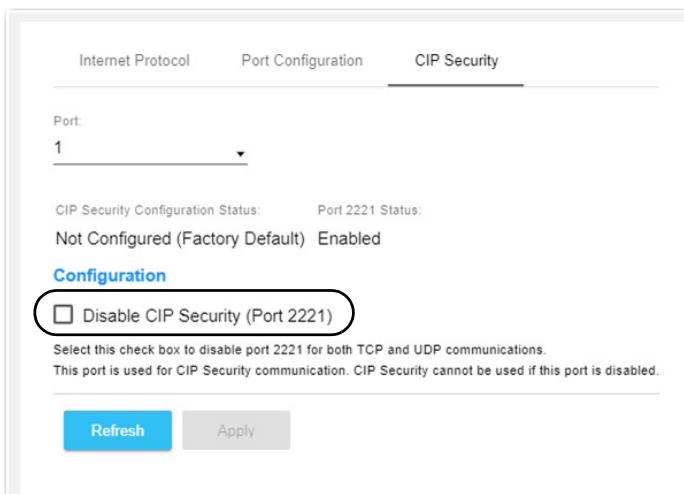 Internet Protocol Port Configuration CIP Security
Port:
1
CIP Security Configuration Status: Port 2221 Status:
Not Configured (Factory Default) Enabled
Configuration
Disable CIP Security (Port 2221)
Select this check box to disable port 2221 for both TCP and UDP communications.
This port is used for CIP Security communication. CIP Security cannot be used if this port is disabled.
Refresh Apply